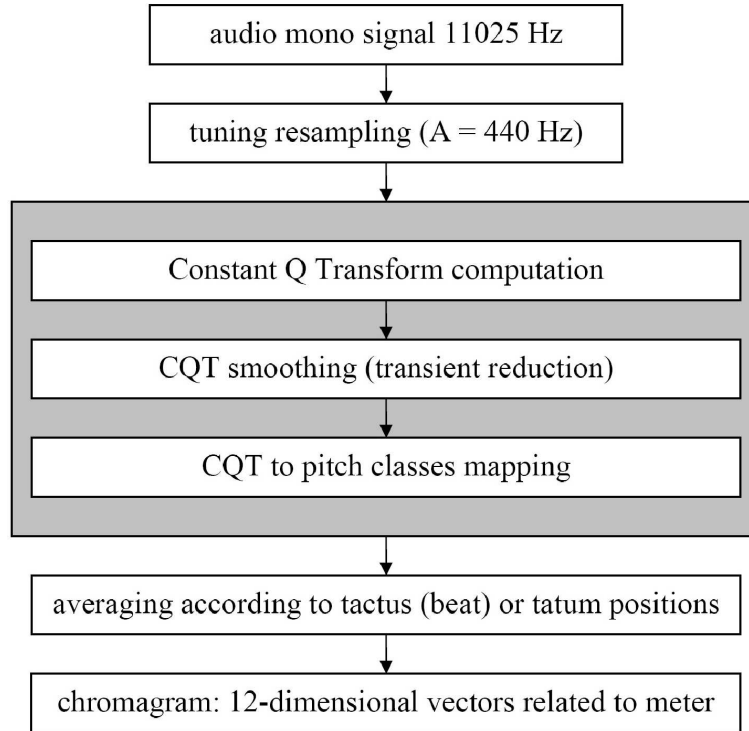 audio mono signal 11025 Hz
tuning resampling (A = 440 Hz)
Constant Q Transform computation
CQT smoothing (transient reduction)
CQT to pitch classes mapping
averaging according to tactus (beat) or tatum positions
chromagram: 12-dimensional vectors related to meter